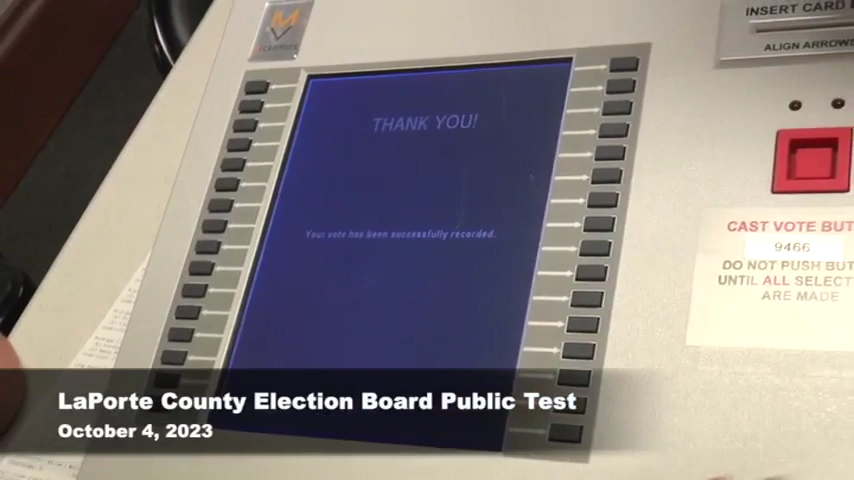 INSERT CARD
ALIGN ARROWS
THANK YOU!
Your vote has been successfully recorded.
CAST VOTE BUT
9466
DO NOT PUSH BUT
UNTIL ALL SELECT
ARE MADE
LaPorte County Election Board Public Test
October 4, 2023